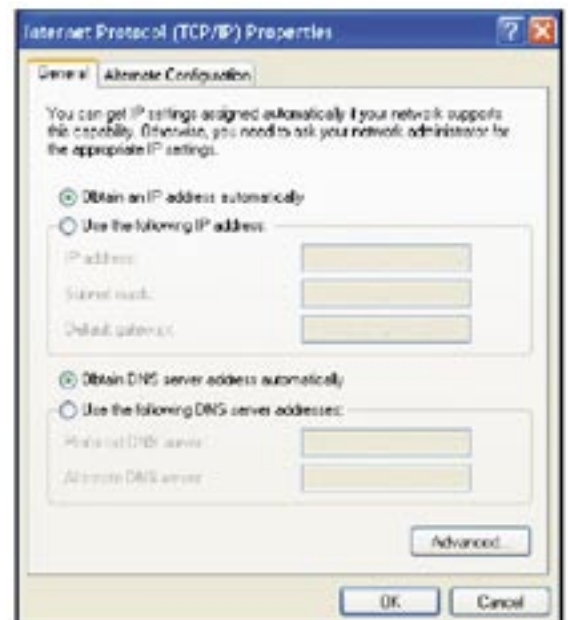 Internet Protocol (TCP/IP) Properties
General
Alternate Configuration
You can get IP settings assigned automatically if your network supports
this capability. Otherwise, you need to ask your network administrator for
the appropriate IP settings.
Obtain an IP address automatically
Use the following IP address:
IP address:
Subnet mask:
Default gateway:
Obtain DNS server address automatically
Use the following DNS server addresses:
Preferred DNS server:
Alternate DNS server:
Advanced...
OK
Cancel